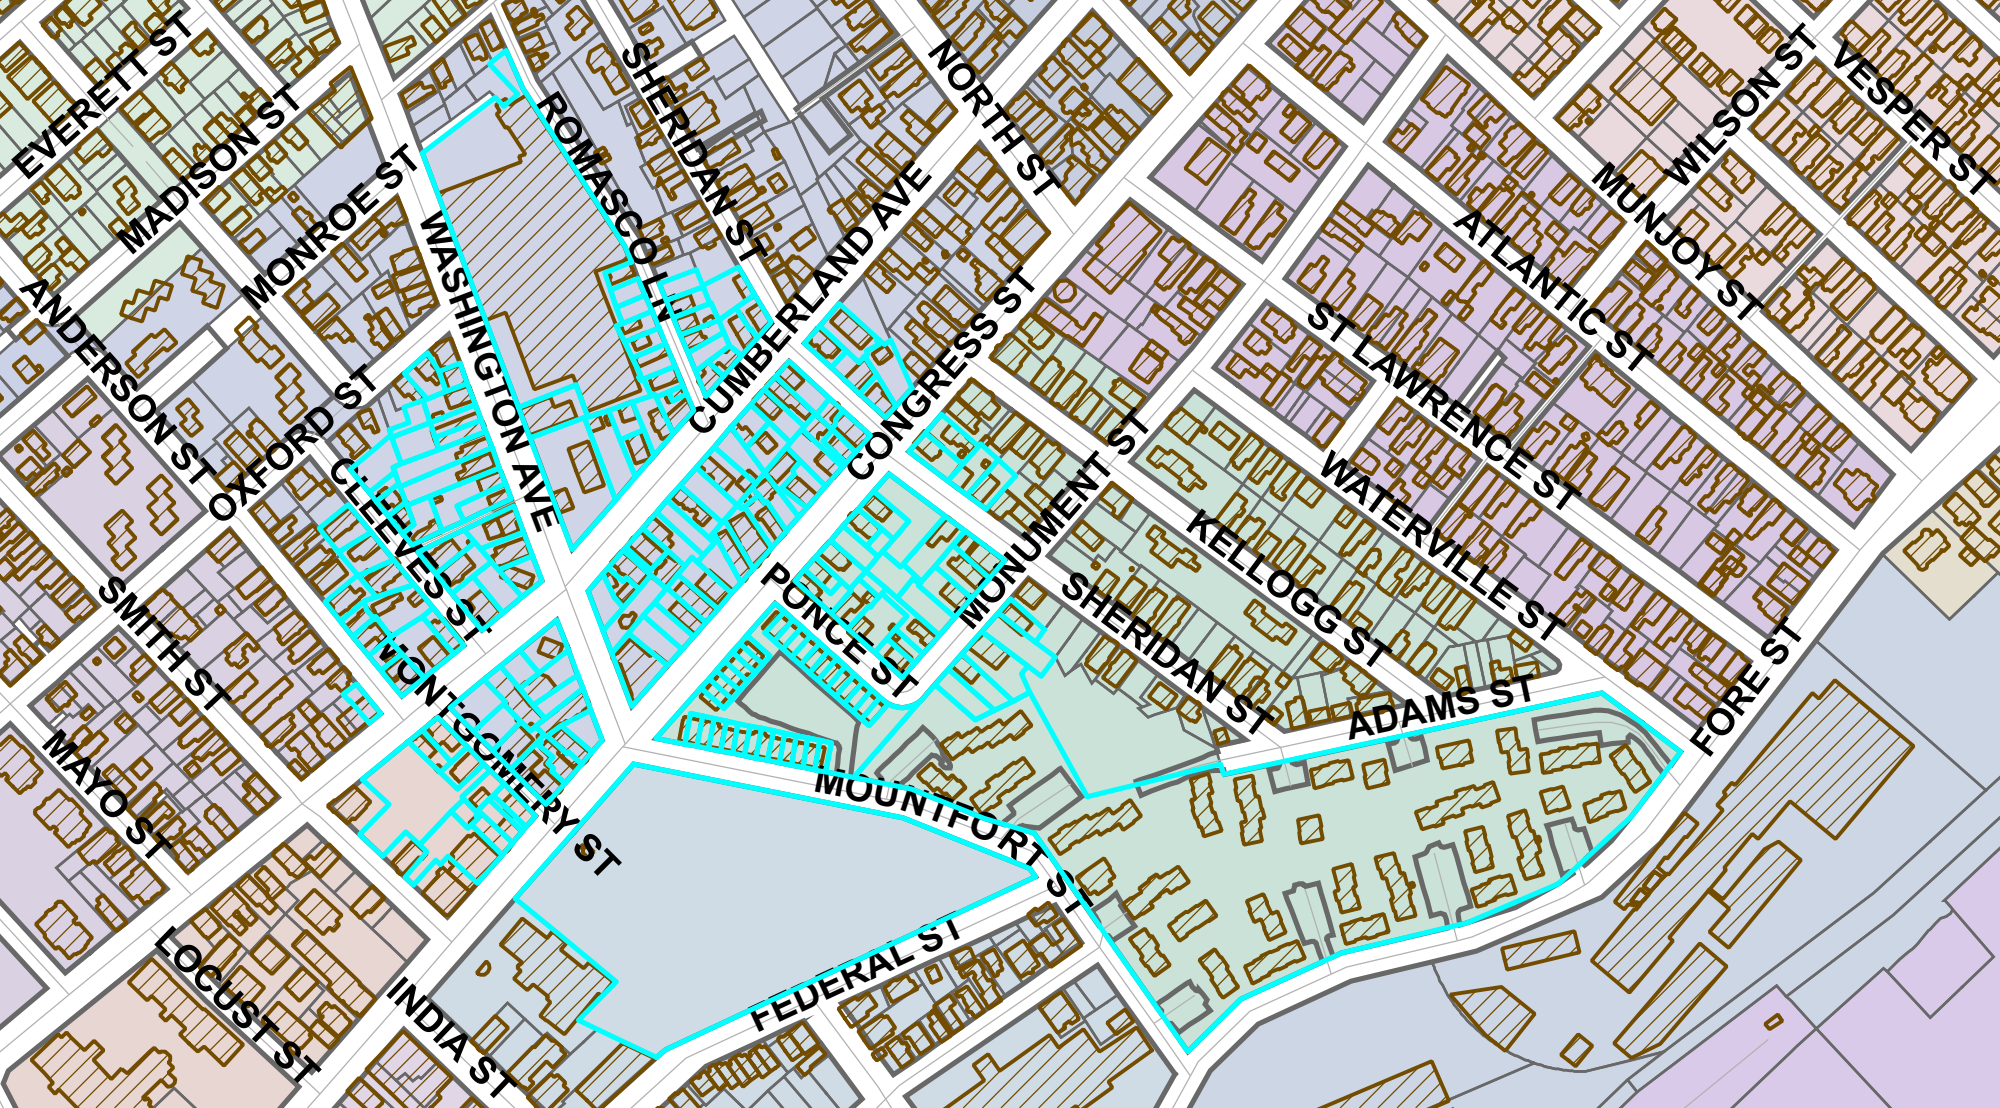 EVERETT ST
MADISON ST
MONROE ST
ANDERSON ST
OXFORD ST
WASHINGTON AVE
ROMASCO LN
SHERIDAN ST
NORTH ST
CUMBERLAND AVE
CONGRESS ST
WILSON ST
VESPER ST
MUNJOY ST
ATLANTIC ST
ST LAWRENCE ST
WATERVILLE ST
MONUMENT ST
KELLOGG ST
SHERIDAN ST
PONCE ST
CLEEVES ST
MONTGOMERY ST
SMITH ST
MAYO ST
LOCUST ST
INDIA ST
FEDERAL ST
MOUNTFORT ST
ADAMS ST
FORE ST